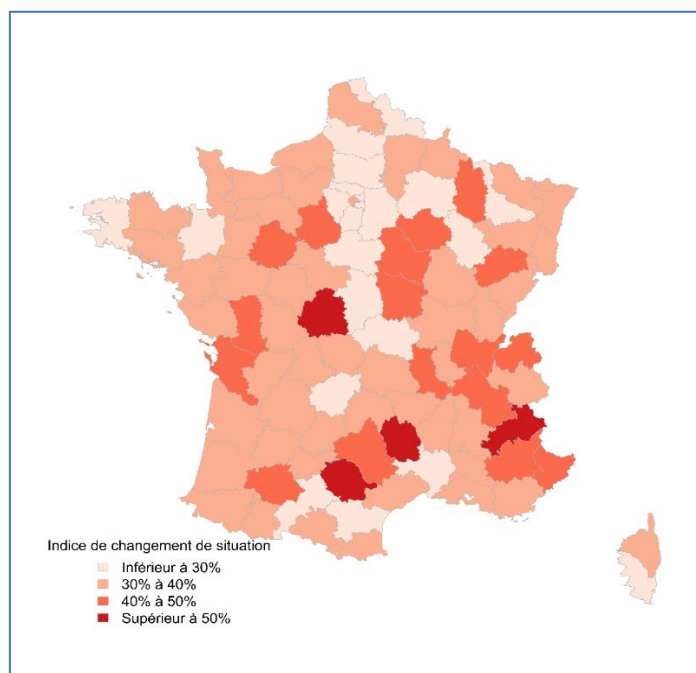 Indice de changement de situation
Inférieur à 30%
30% à 40%
40% à 50%
Supérieur à 50%